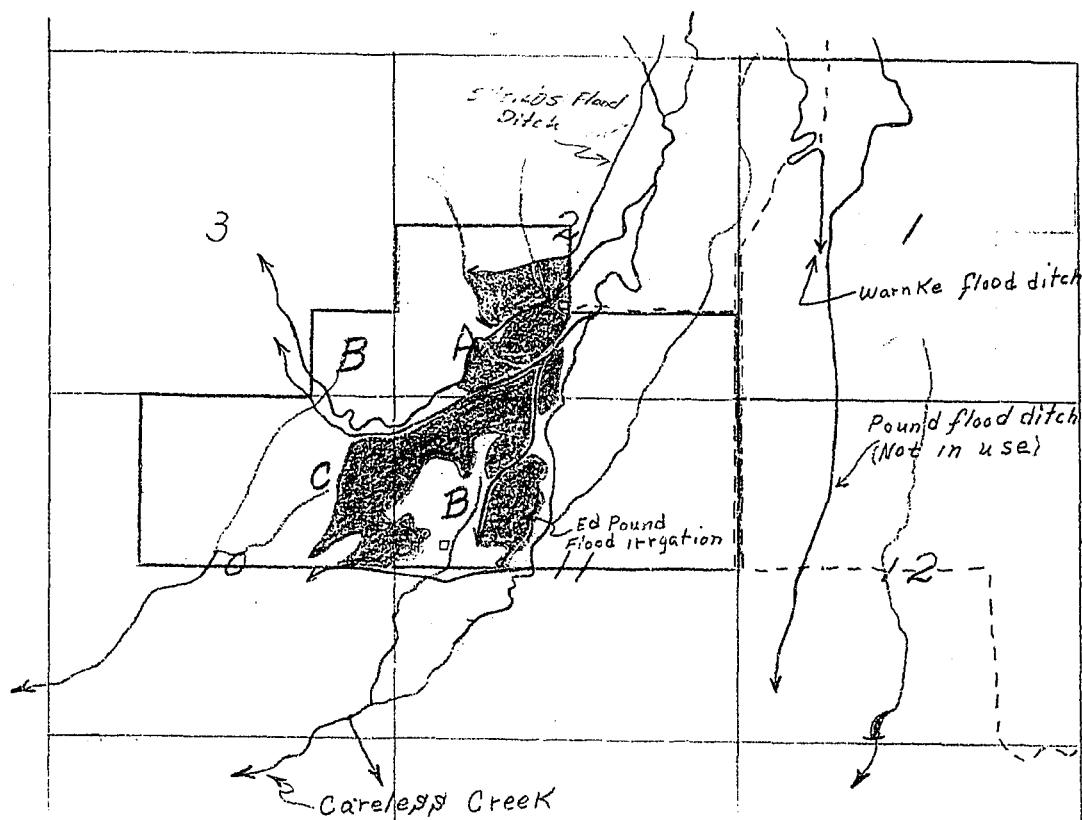 Flood
Ditch
3
2
1
Warnke flood ditch
A
B
Pound flood ditch
(Not in use)
C
B
Ed Pound
Flood irrgation
11
12
Careless Creek